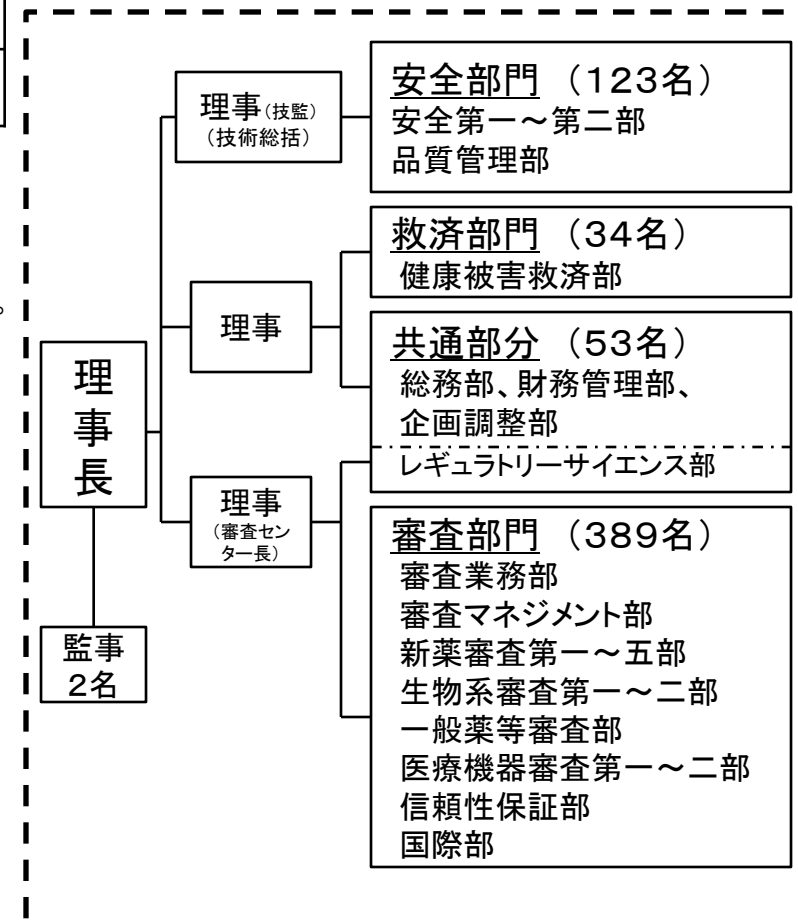 理事(技監)
(技術総括)
安全部門 (123名)
安全第一～第二部
品質管理部
理事
救済部門 (34名)
健康被害救済部
共通部分 (53名)
総務部、財務管理部、
企画調整部
レギュラトリーサイエンス部
理
事
長
理事
(審査セン
ター長)
審査部門 (389名)
審査業務部
審査マネジメント部
新薬審査第一～五部
生物系審査第一～二部
一般薬等審査部
医療機器審査第一～二部
信頼性保証部
国際部
監事
2名
。